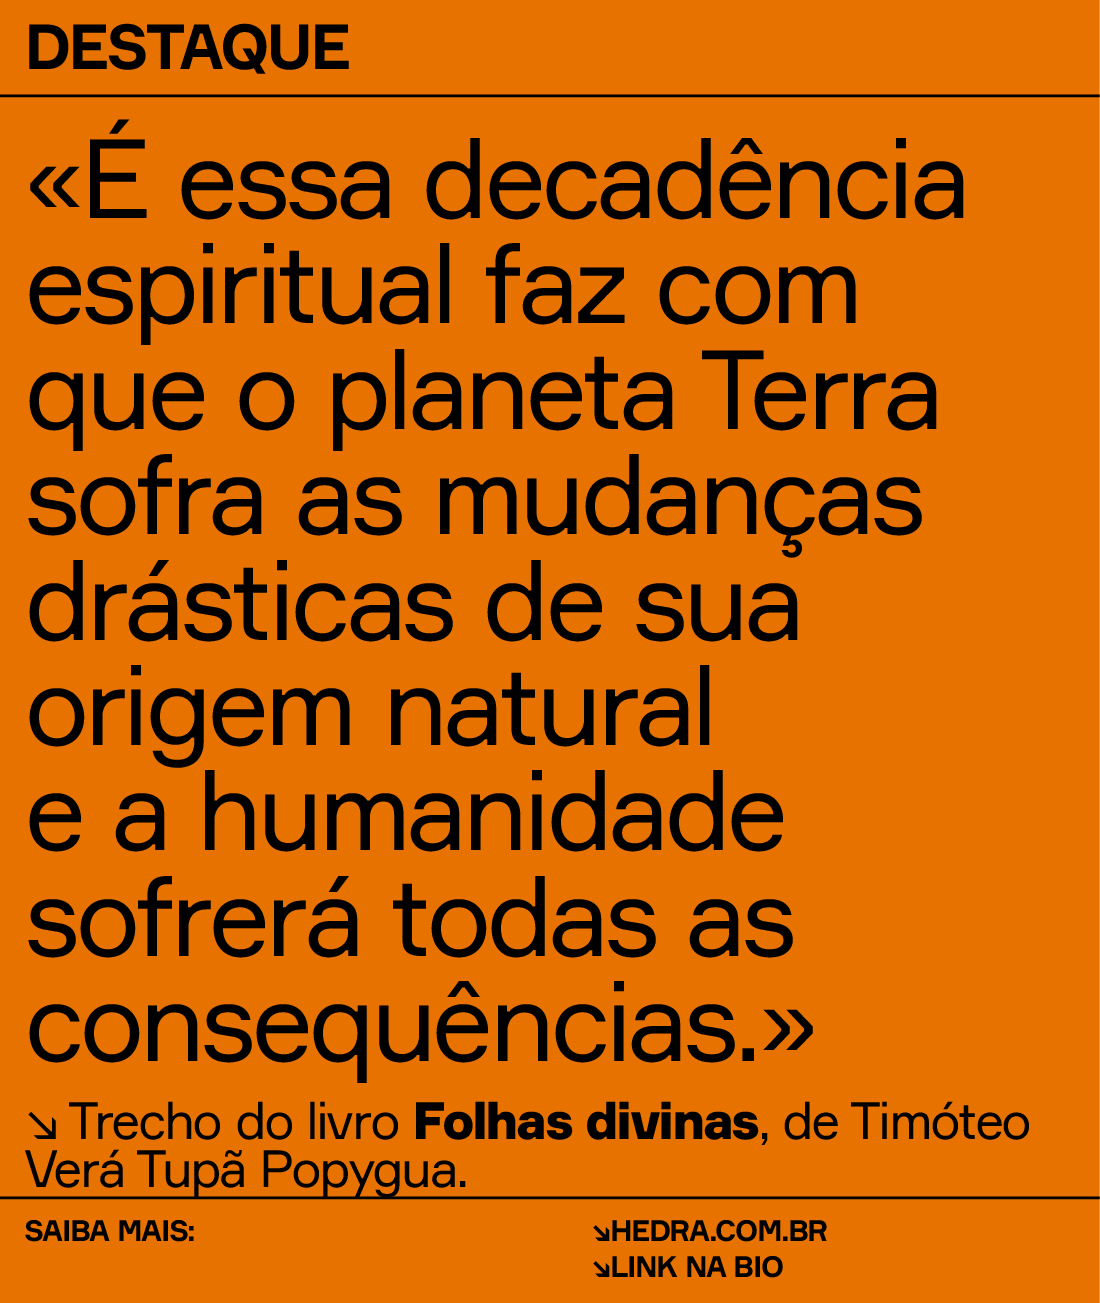 DESTAQUE
«É essa decadência
espiritual faz com
que o planeta Terra
sofra as mudanças
drásticas de sua
origem natural
e a humanidade
sofrerá todas as
consequências.»
↘ Trecho do livro Folhas divinas, de Timóteo
Verá Tupã Popygua.
SAIBA MAIS:
↘HEDRA.COM.BR
↘LINK NA BIO